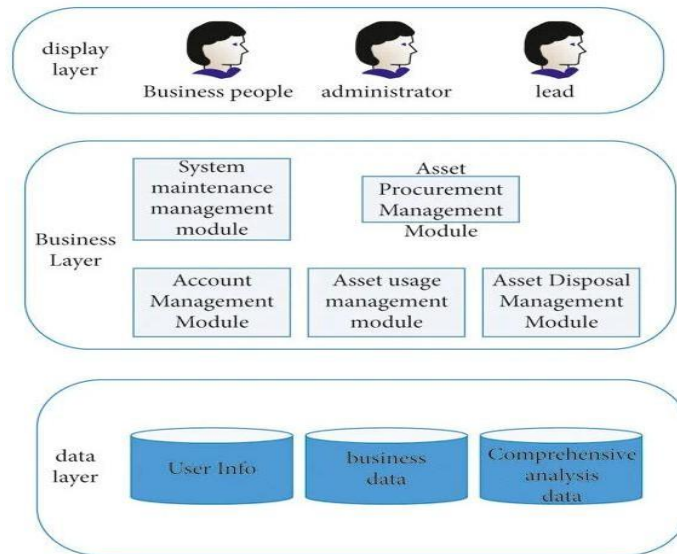 display
layer
Business people
administrator
lead
Business
Layer
System
maintenance
management
module
Asset
Procurement
Management
Module
Account
Management
Module
Asset usage
management
module
Asset Disposal
Management
Module
data
layer
User Info
business
data
Comprehensive
analysis
data